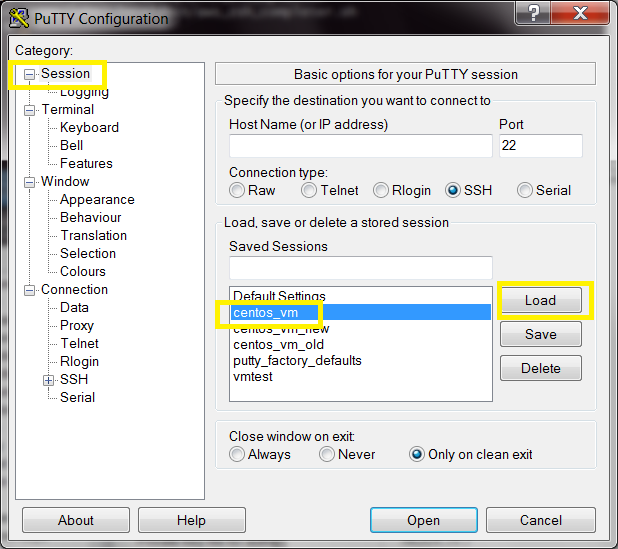 PuTTY Configuration
Category:
Session
Logging
Terminal
Keyboard
Bell
Features
Window
Appearance
Behaviour
Translation
Selection
Colours
Connection
Data
Proxy
Telnet
Rlogin
SSH
Serial
Basic options for your PuTTY session
Specify the destination you want to connect to
Host Name (or IP address) Port
22
Connection type:
Raw Telnet Rlogin SSH Serial
Load, save or delete a stored session
Saved Sessions
Default Settings
centos_vm
centos_vm_new
centos_vm_old
putty_factory_defaults
vmtest
Load
Save
Delete
Close window on exit:
Always Never Only on clean exit
About Help Open Cancel